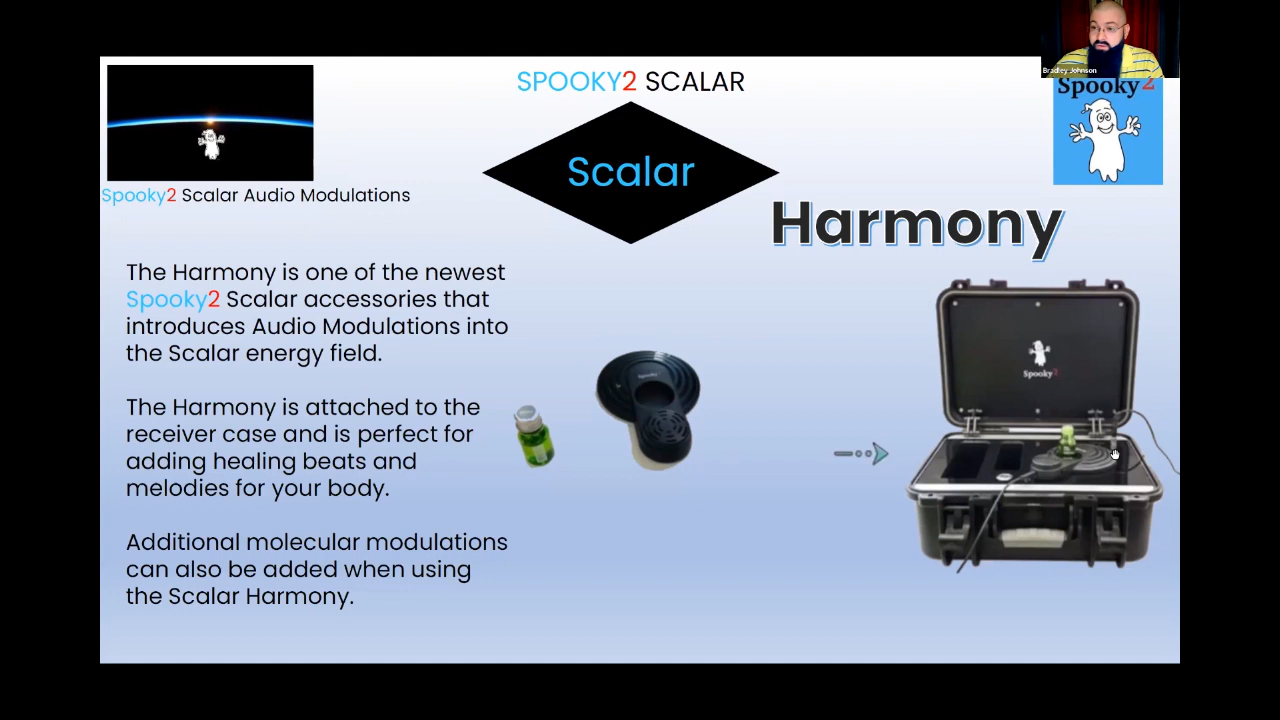 Bradley Johnson
SPOOKY2 SCALAR
Spooky2
Scalar
Spooky2 Scalar Audio Modulations
Harmony
The Harmony is one of the newest
Spooky2 Scalar accessories that
introduces Audio Modulations into
the Scalar energy field.
The Harmony is attached to the
receiver case and is perfect for
adding healing beats and
melodies for your body.
Additional molecular modulations
can also be added when using
the Scalar Harmony.
Spooky2